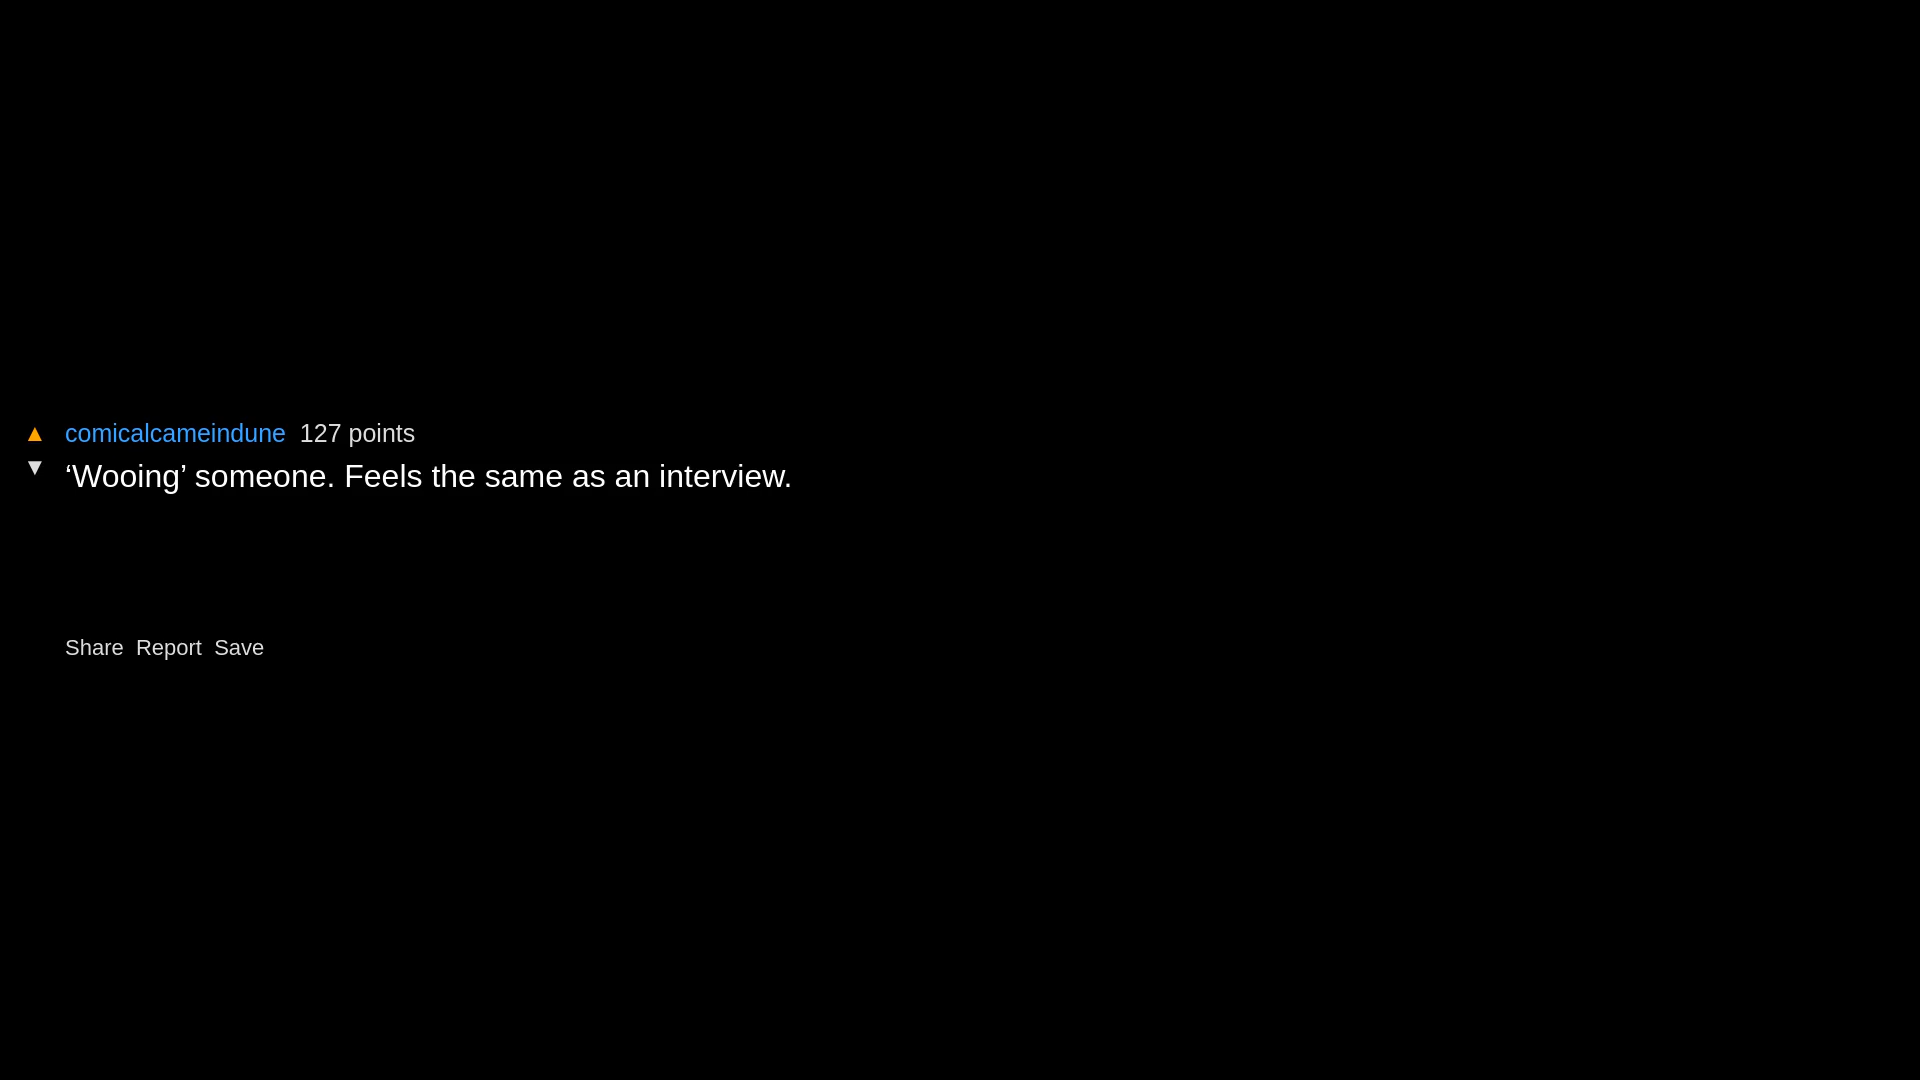 ▲ comicalcameindune 127 points
▼ ‘Wooing’ someone. Feels the same as an interview.
Share Report Save